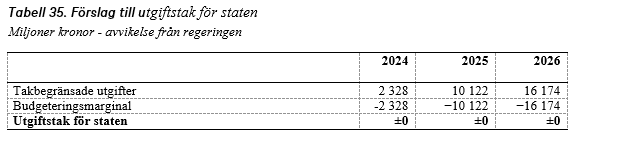 Tabell 35. Förslag till utgiftstak för staten
Miljoner kronor - avvikelse från regeringen
2024 2025 2026
Takbegränsade utgifter 2 328 10 122 16 174
Budgeteringsmarginal -2 328 −10 122 −16 174
Utgiftstak för staten ±0 ±0 ±0